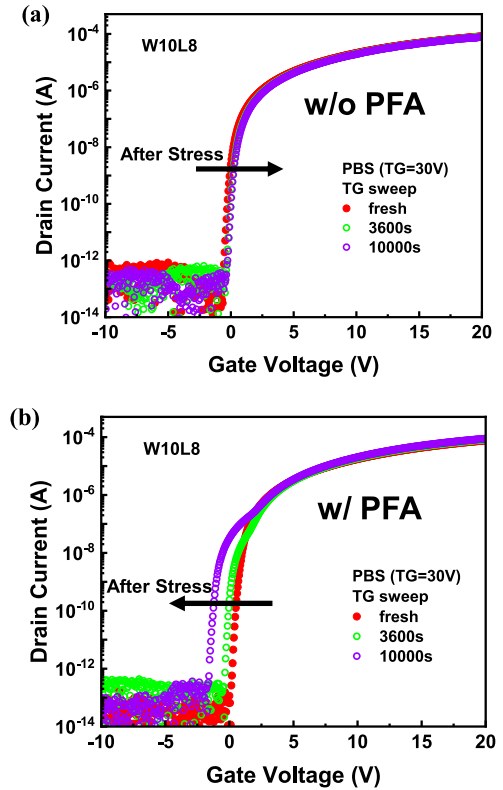 (a)
W10L8
w/o PFA
After Stress
PBS (TG=30V)
TG sweep
fresh
3600s
10000s
Drain Current (A)
10-4
10-6
10-8
10-10
10-12
10-14
-10 -5 0 5 10 15 20
Gate Voltage (V)
(b)
W10L8
w/ PFA
After Stress
PBS (TG=30V)
TG sweep
fresh
3600s
10000s
Drain Current (A)
10-4
10-6
10-8
10-10
10-12
10-14
-10 -5 0 5 10 15 20
Gate Voltage (V)